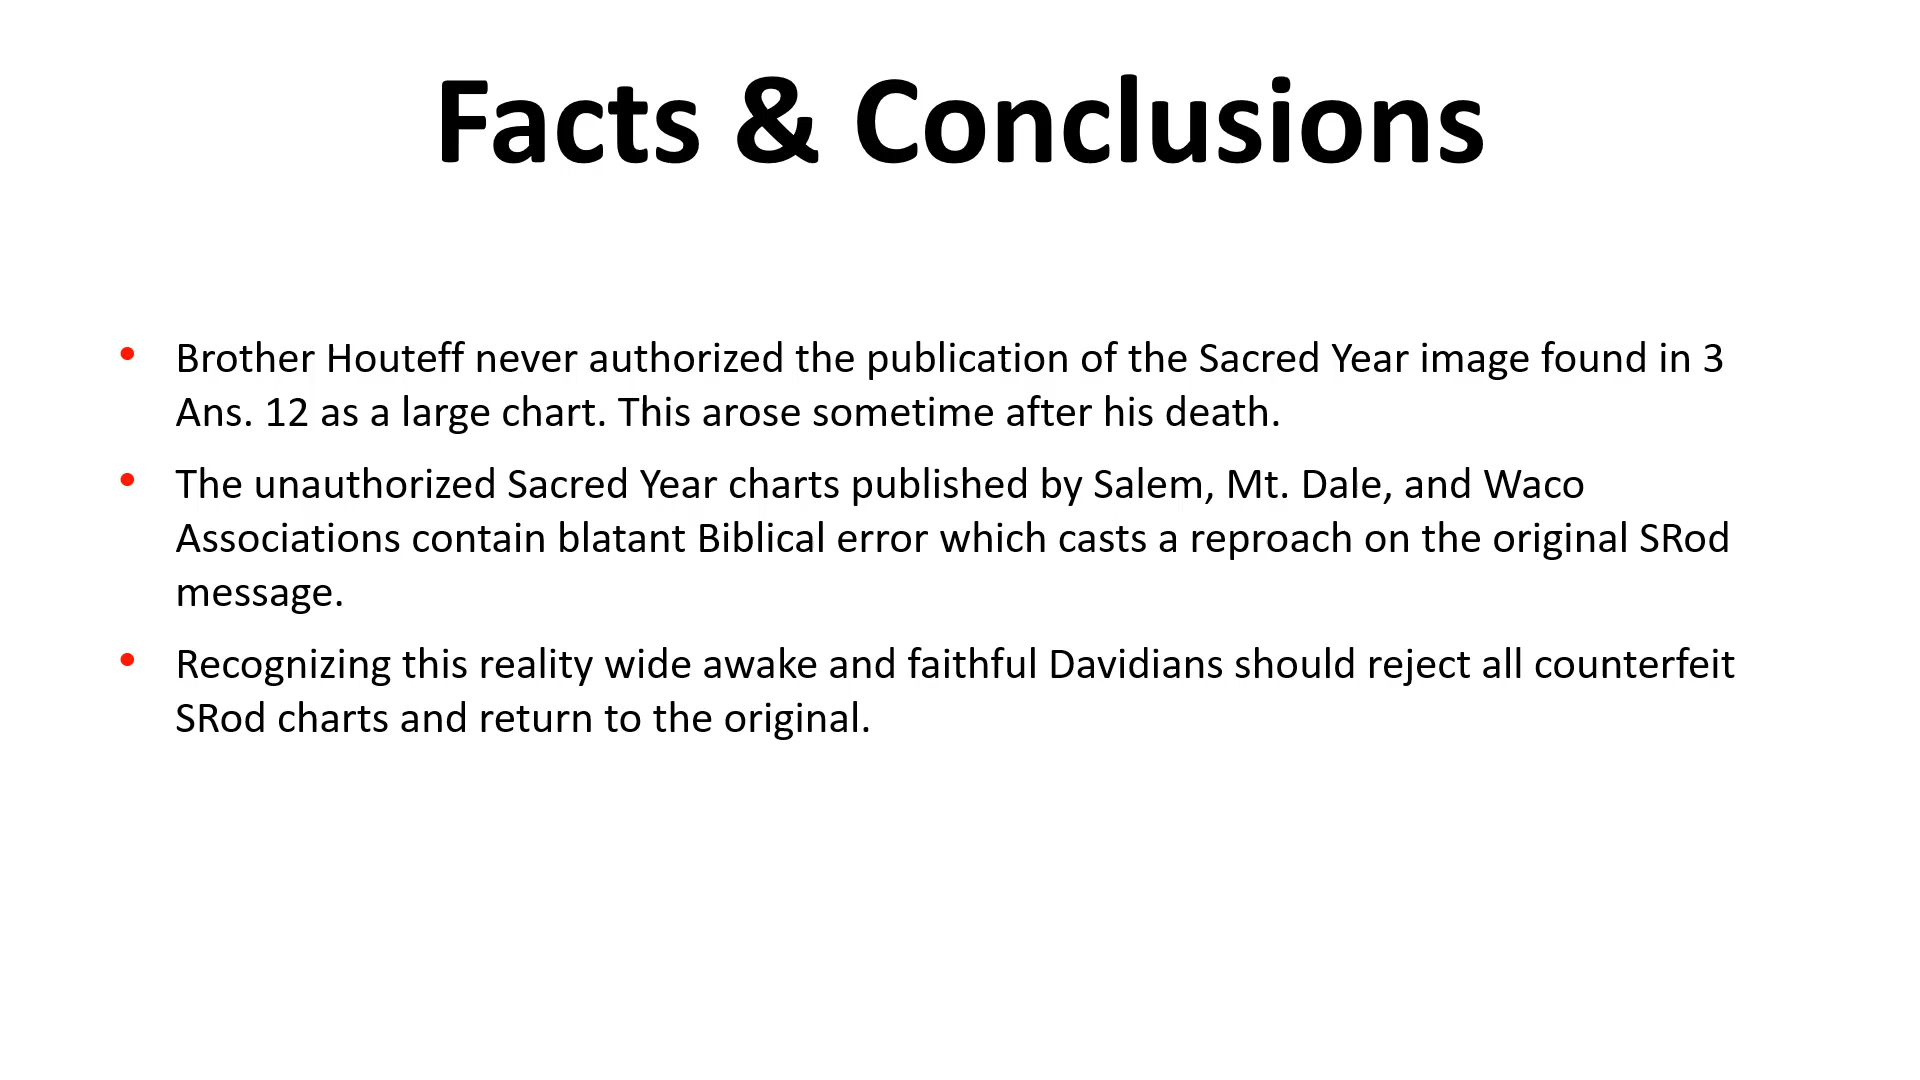 Facts & Conclusions
• Brother Houteff never authorized the publication of the Sacred Year image found in 3
Ans. 12 as a large chart. This arose sometime after his death.
• The unauthorized Sacred Year charts published by Salem, Mt. Dale, and Waco
Associations contain blatant Biblical error which casts a reproach on the original SRod
message.
• Recognizing this reality wide awake and faithful Davidians should reject all counterfeit
SRod charts and return to the original.